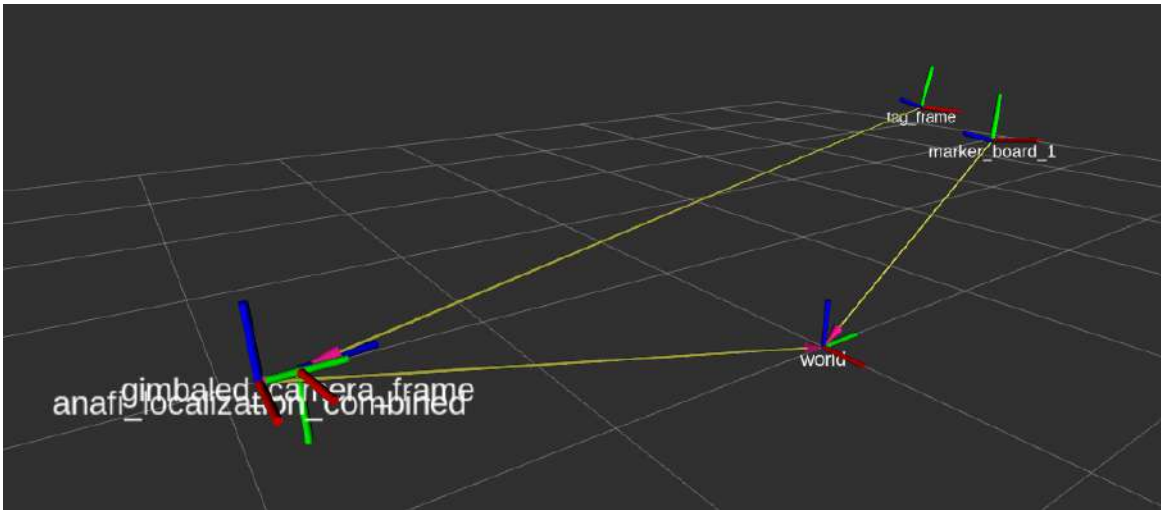 tag_frame
marker_board_1
world
gimbaled_camera_frame
anafi_localization_combined